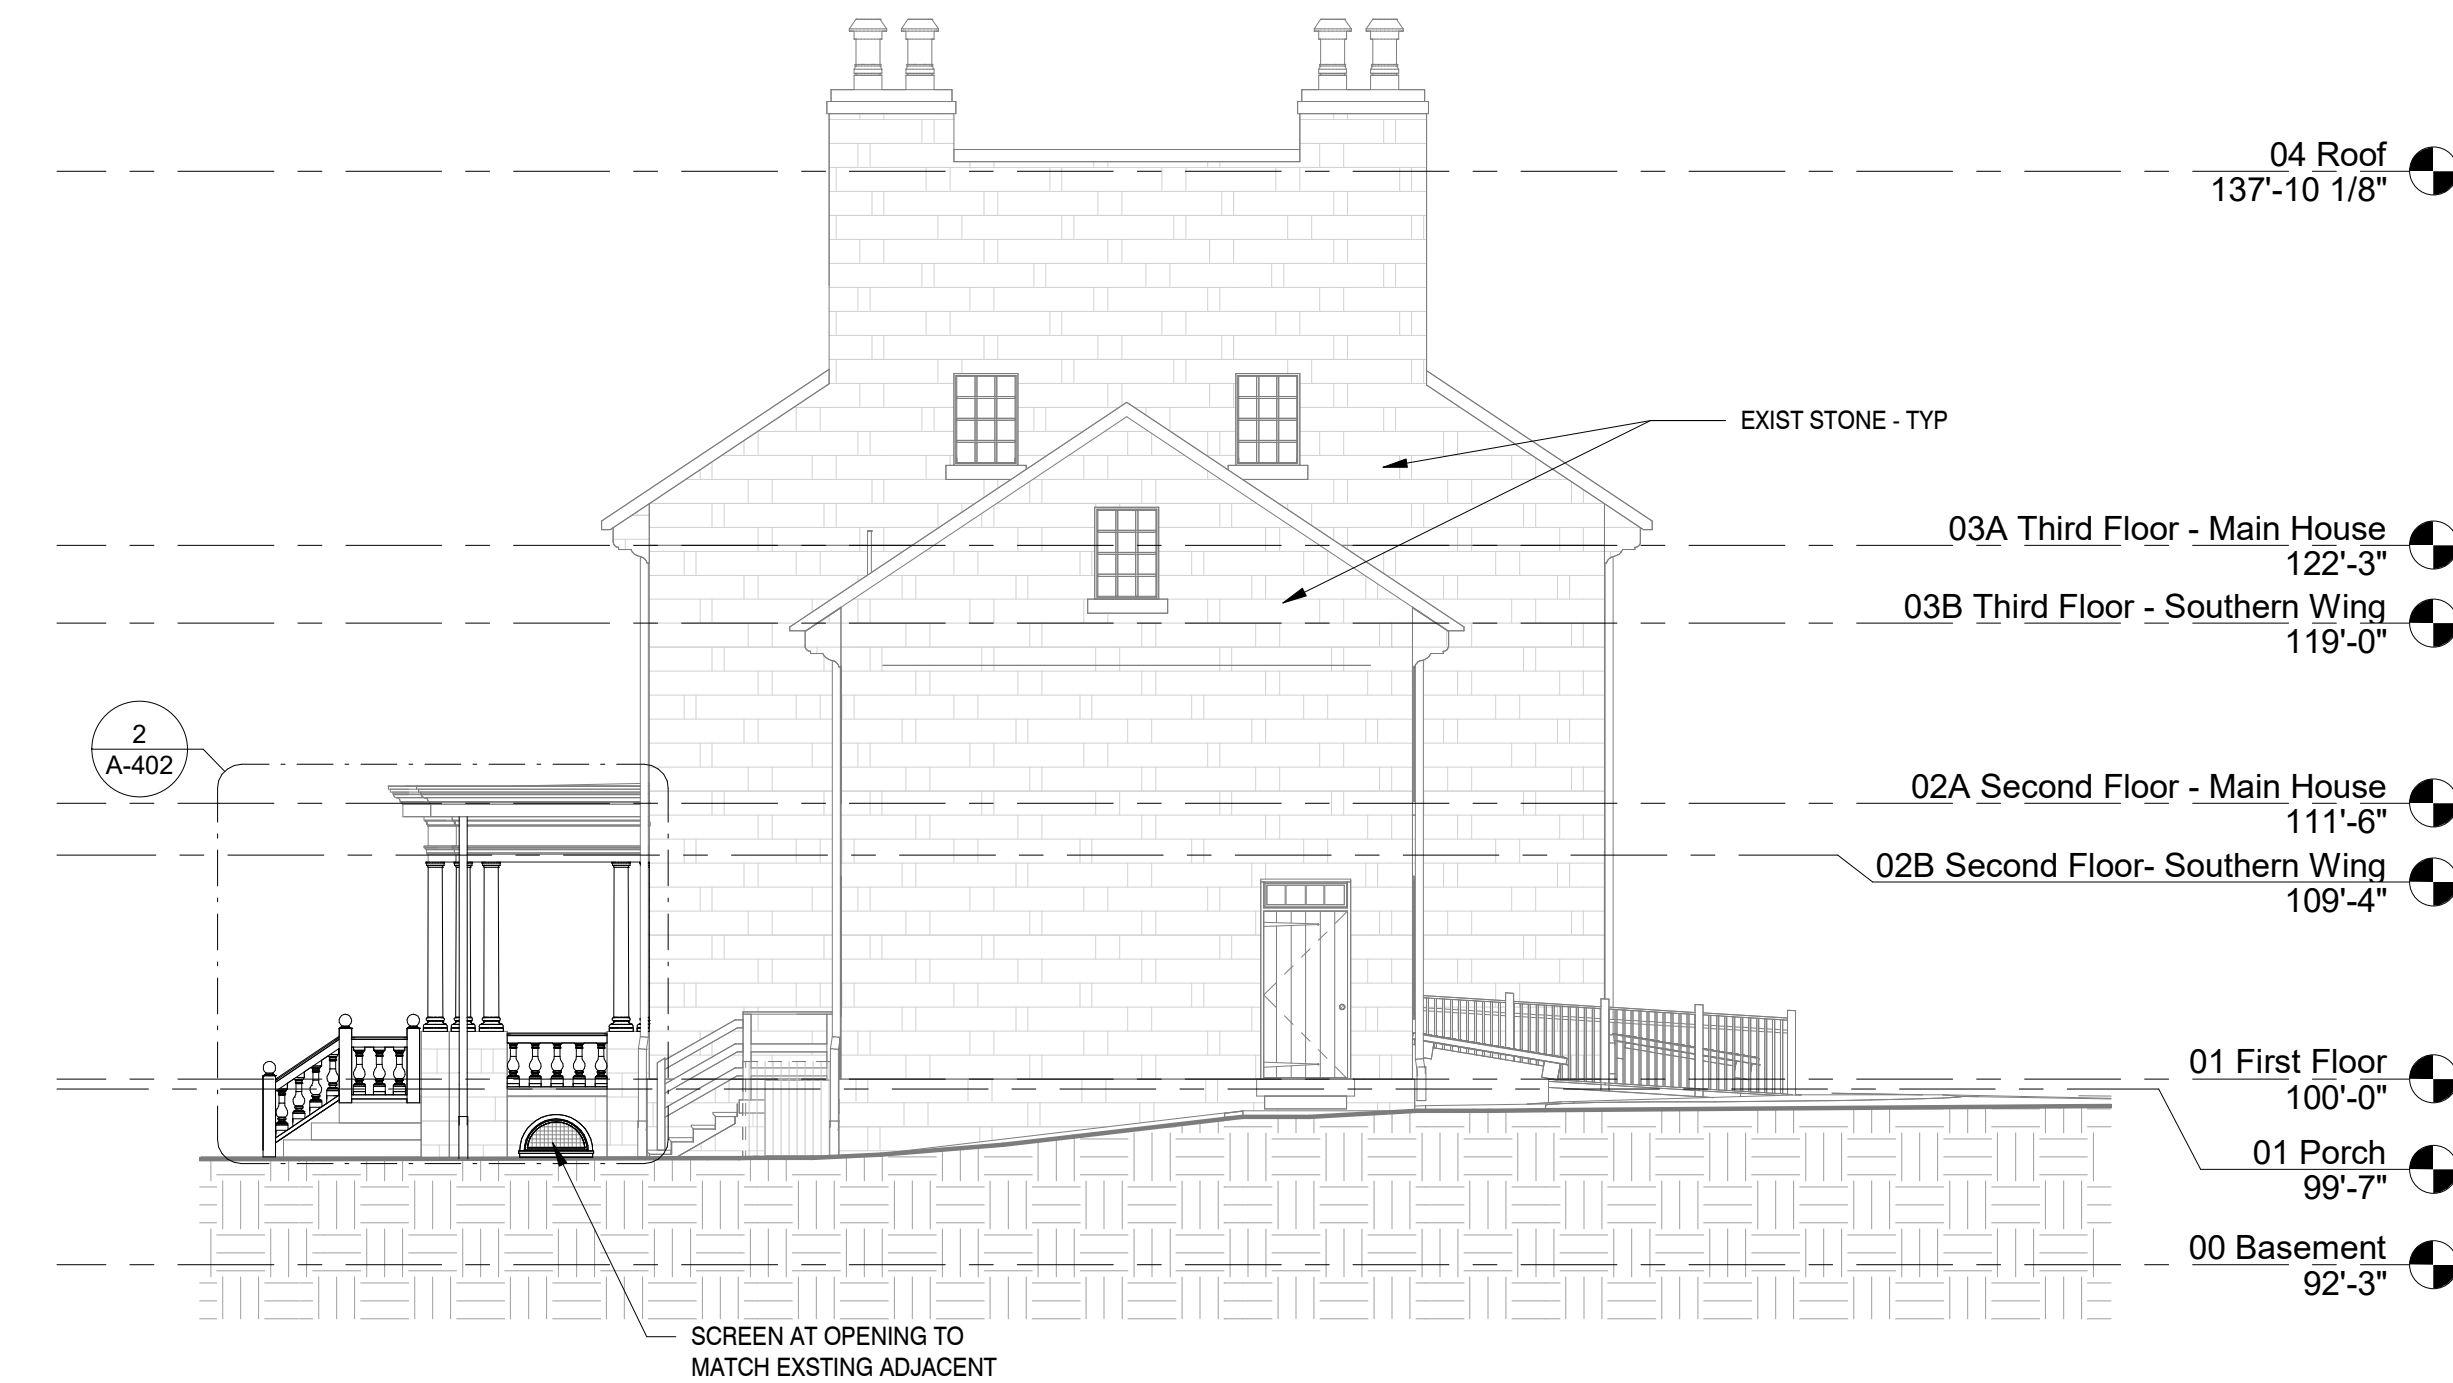 04 Roof
137'-10 1/8"
EXIST STONE - TYP
03A Third Floor - Main House
122'-3"
03B Third Floor - Southern Wing
119'-0"
2
A-402
02A Second Floor - Main House
111'-6"
02B Second Floor- Southern Wing
109'-4"
01 First Floor
100'-0"
01 Porch
99'-7"
00 Basement
92'-3"
SCREEN AT OPENING TO
MATCH EXSTING ADJACENT